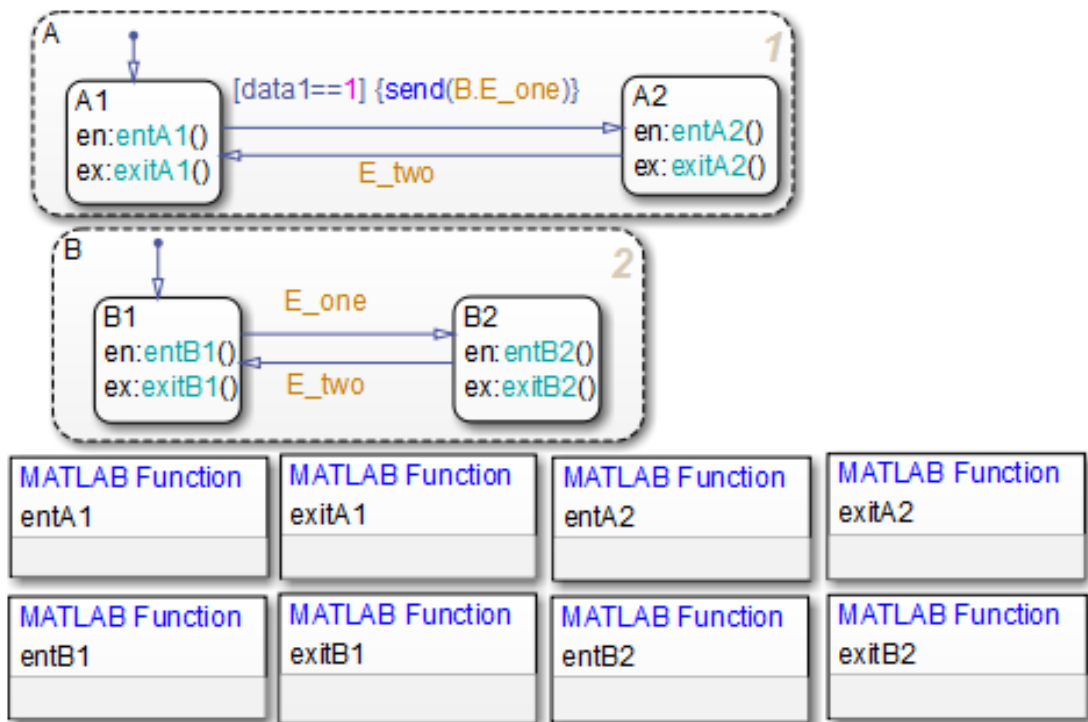 A
1
[data1==1] {send(B.E_one)}
A1
en:entA1()
ex:exitA1()
A2
en:entA2()
ex:exitA2()
E_two
B
2
B1
en:entB1()
ex:exitB1()
E_one
E_two
B2
en:entB2()
ex:exitB2()
MATLAB Function
entA1
MATLAB Function
exitA1
MATLAB Function
entA2
MATLAB Function
exitA2
MATLAB Function
entB1
MATLAB Function
exitB1
MATLAB Function
entB2
MATLAB Function
exitB2